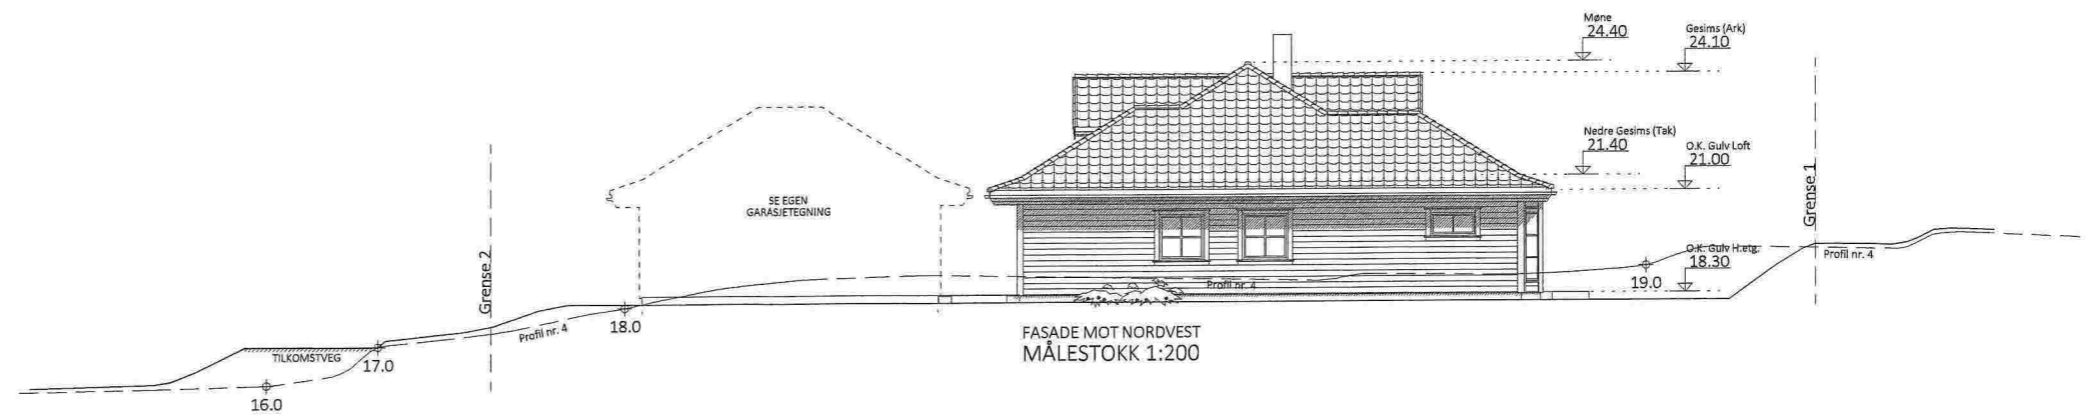 Møne
24.40
Gesims (Ark)
24.10
Nedre Gesims (Tak)
21.40
O.K. Gulv Loft
21.00
SE EGEN
GARASJETEGNING
Grense 2
Grense 1
O.K. Gulv H.etg.
18.30
19.0
Profil nr. 4
Profil nr. 4
Profil nr. 4
18.0
17.0
16.0
TILKOMSTVEG
FASADE MOT NORDVEST
MÅLESTOKK 1:200